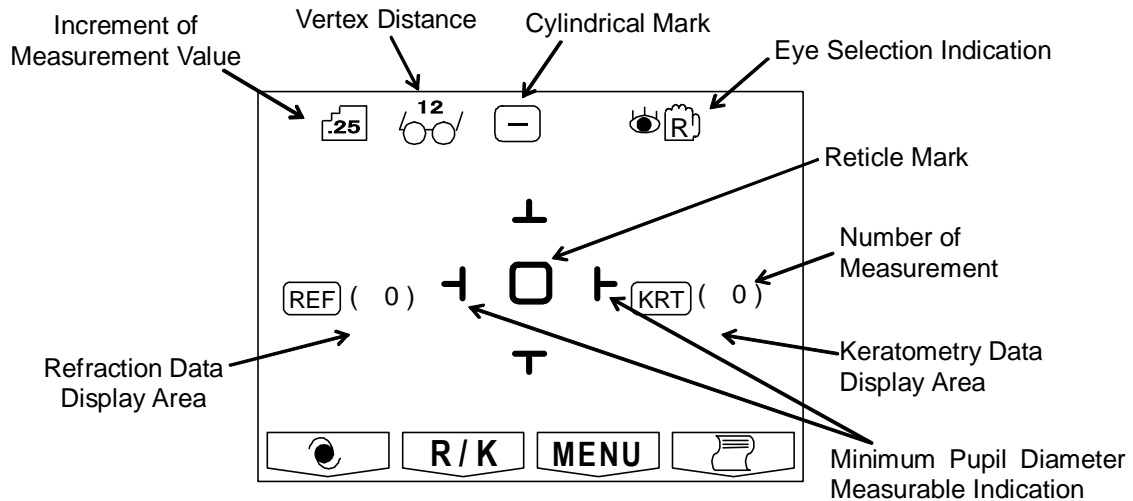 Increment of
Measurement Value
Vertex Distance
Cylindrical Mark
Eye Selection Indication
.25
12
−
R
Reticle Mark
Number of
Measurement
REF ( 0 )
KRT ( 0 )
Refraction Data
Display Area
Keratometry Data
Display Area
R / K
MENU
Minimum Pupil Diameter
Measurable Indication